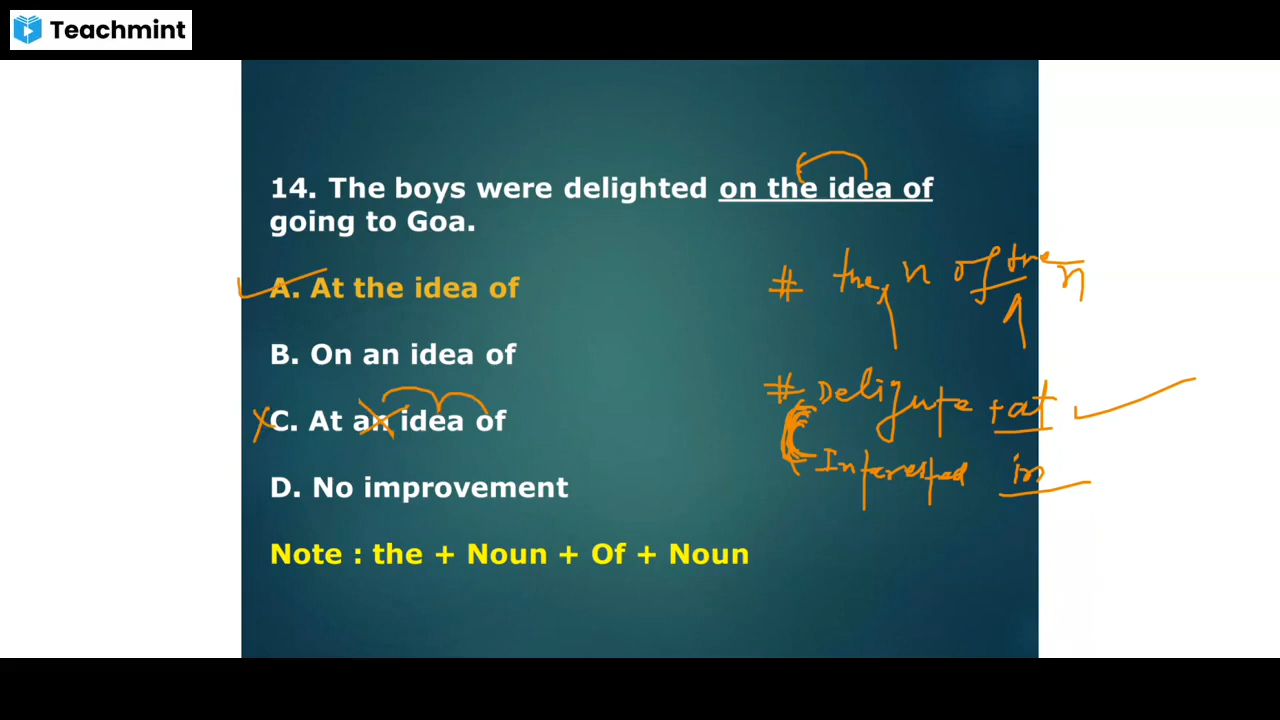 Teachmint
14. The boys were delighted on the idea of
going to Goa.
A. At the idea of
B. On an idea of
C. At an idea of
D. No improvement
Note : the + Noun + Of + Noun
# the n of the n
# Delighte + at
Interested in